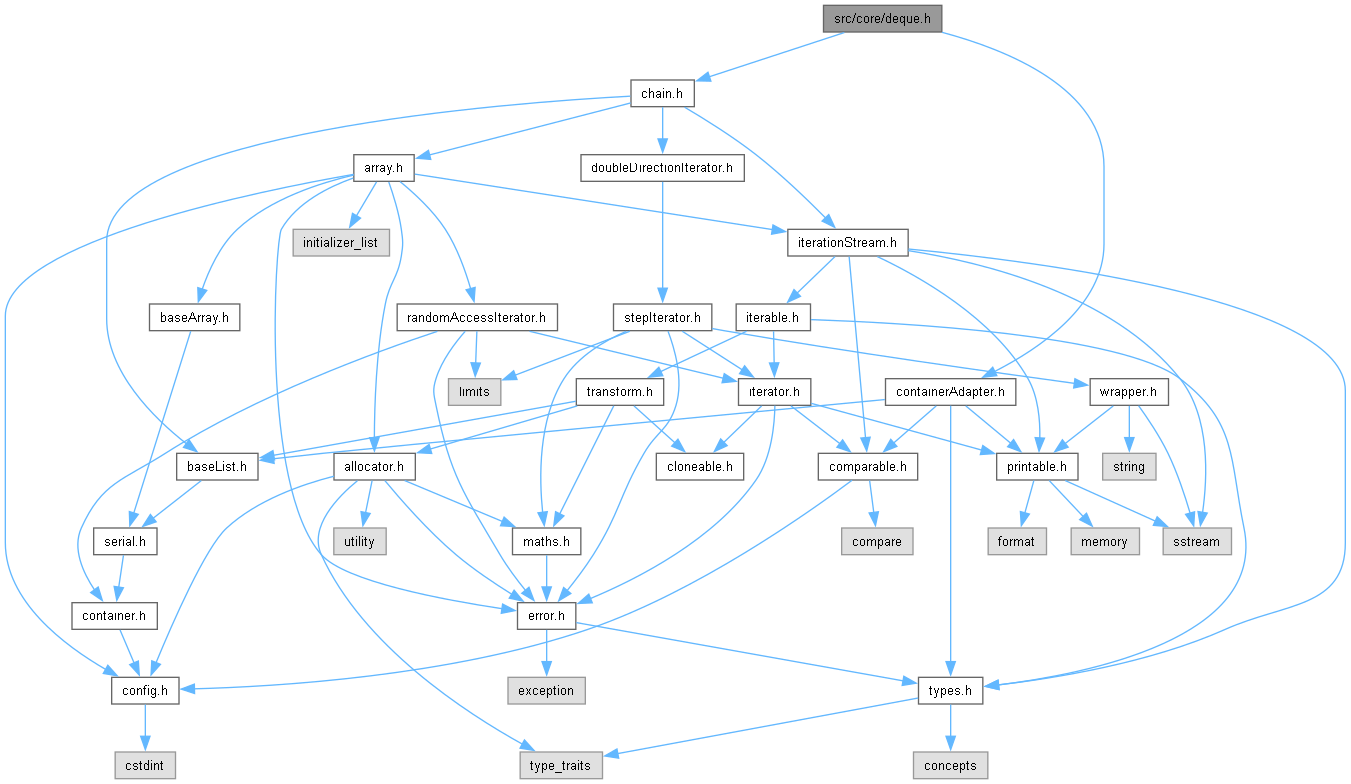 src/core/deque.h
chain.h
array.h
doubleDirectionIterator.h
initializer_list
iterationStream.h
baseArray.h
randomAccessIterator.h
stepIterator.h
iterable.h
limits
transform.h
iterator.h
containerAdapter.h
wrapper.h
baseList.h
allocator.h
cloneable.h
comparable.h
printable.h
string
serial.h
utility
maths.h
compare
format
memory
sstream
container.h
error.h
config.h
exception
types.h
cstdint
type_traits
concepts